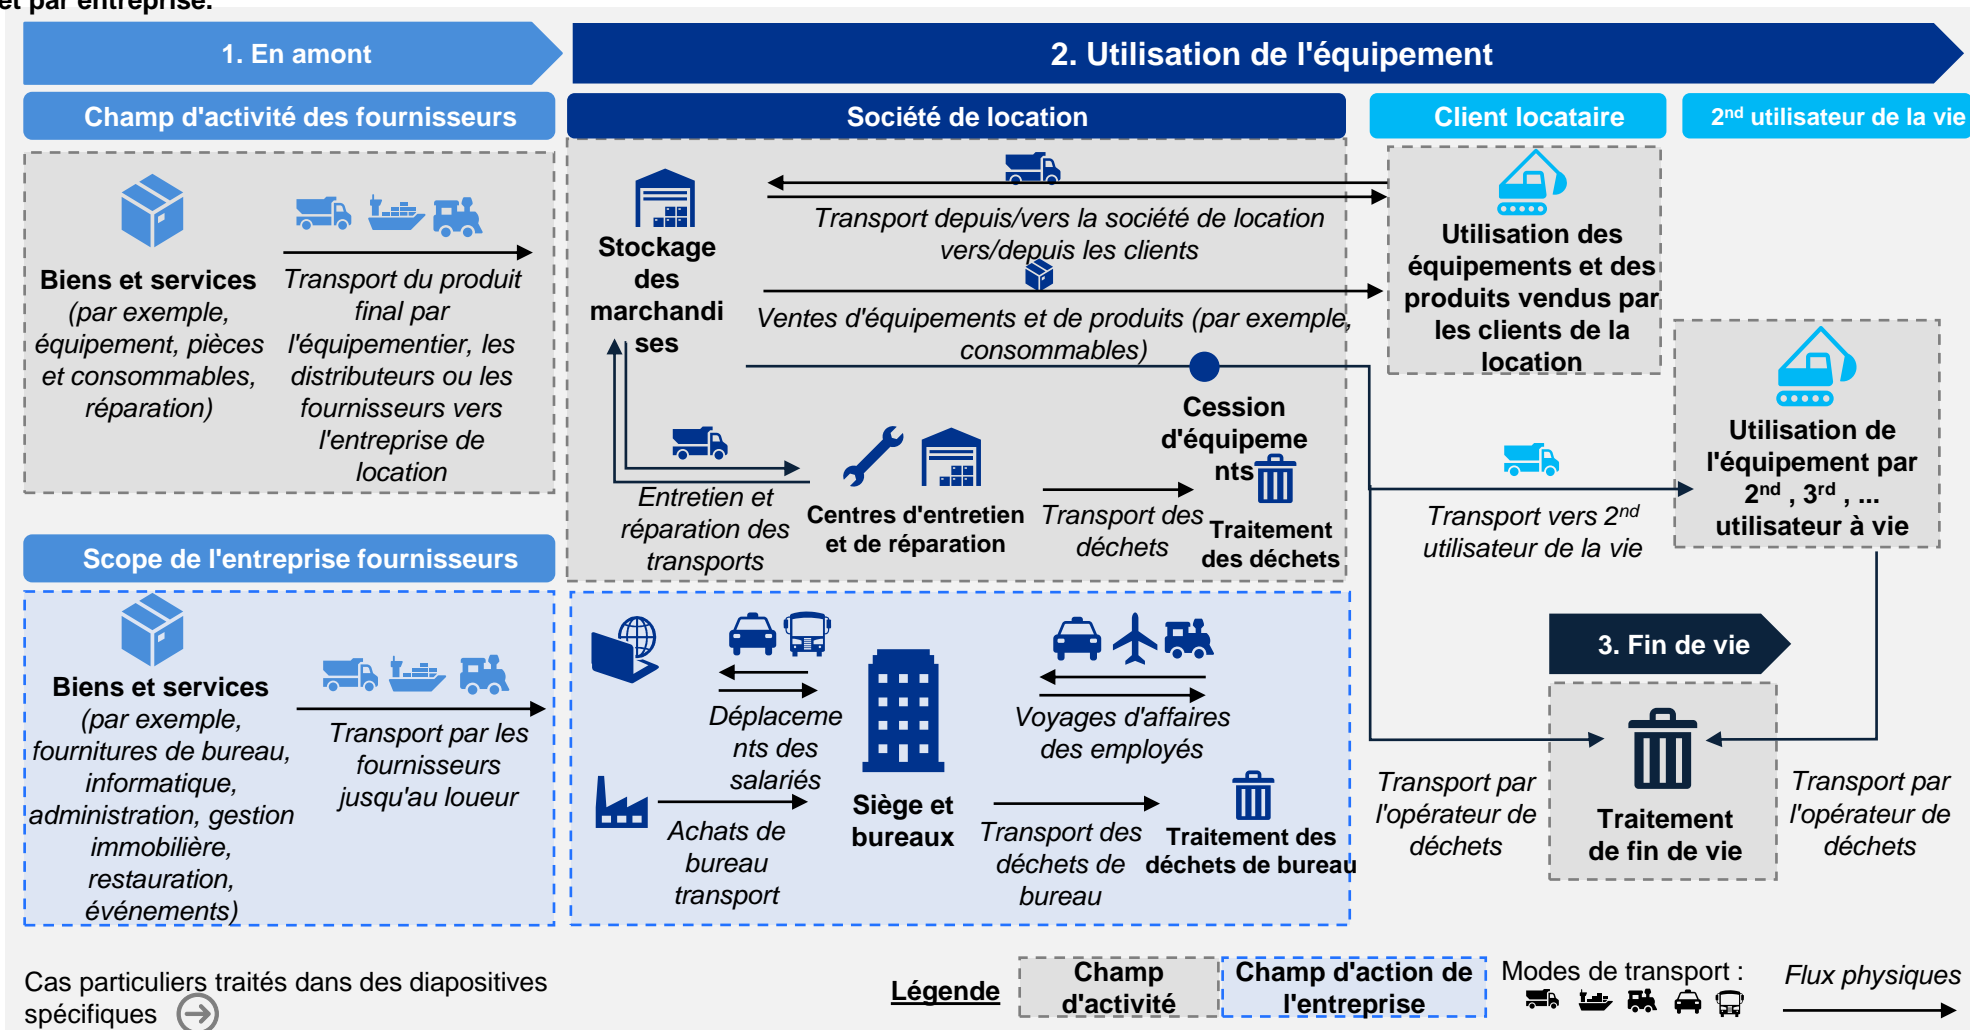 et par entreprise.
1. En amont
2. Utilisation de l'équipement
Champ d'activité des fournisseurs
Société de location
Client locataire
2nd utilisateur de la vie
Biens et services
(par exemple,
équipement, pièces
et consommables,
réparation)
Transport du produit
final par
l'équipementier, les
distributeurs ou les
fournisseurs vers
l'entreprise de
location
Stockage
des
marchandi
ses
Transport depuis/vers la société de location
vers/depuis les clients
Ventes d'équipements et de produits (par exemple,
consommables)
Utilisation des
équipements et des
produits vendus par
les clients de la
location
Cession
d'équipeme
nts
Entretien et
réparation des
transports
Centres d'entretien
et de réparation
Transport des
déchets
Traitement
des déchets
Transport vers 2nd
utilisateur de la vie
Utilisation de
l'équipement par
2nd , 3rd , ...
utilisateur à vie
Scope de l'entreprise fournisseurs
Biens et services
(par exemple,
fournitures de bureau,
informatique,
administration, gestion
immobilière,
restauration,
événements)
Transport par les
fournisseurs
jusqu'au loueur
Déplaceme
nts des
salariés
Achats de
bureau
transport
Siège et
bureaux
Voyages d'affaires
des employés
Transport des
déchets de
bureau
Traitement des
déchets de bureau
3. Fin de vie
Transport par
l'opérateur de
déchets
Traitement
de fin de vie
Transport par
l'opérateur de
déchets
Cas particuliers traités dans des diapositives
spécifiques
Légende
Champ
d'activité
Champ d'action de
l'entreprise
Modes de transport :
Flux physiques